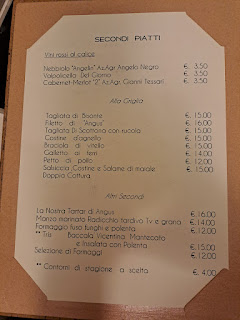 SECONDI PIATTI
Vini rossi al calice
Nebbiolo "Angelin" Az.Agr Angelo Negro € 3.50
Valpolicella Del Giorno € 3.50
Cabernet-Merlot "2" Az.Agr. Gianni Tessari € 3.50
Alla Griglia
Tagliata di Bisonte €. 15.00
Filetto di "Angus" €. 16.00
Tagliata Di Scottona con rucola €. 15.00
Costine d'agnello €. 15.00
Braciola di vitello €. 15.00
Galletto ai ferri €. 14.00
Petto di pollo €. 12.00
Salsiccia ,Costine e Salame di maiale €. 15.00
Doppia Cottura
Altri Secondi
La Nostra Tartar di Angus €.16.00
Manzo marinato Radicchio tardivo Tv e grana €.14.00
Formaggio fuso funghi e polenta €.12.00
** Tris Baccala Vicentina Mantecato
e Insalata con Polenta €.15.00
Selezione di Formaggi €.12.00
** Contorni di stagione a scelta €. 4.00